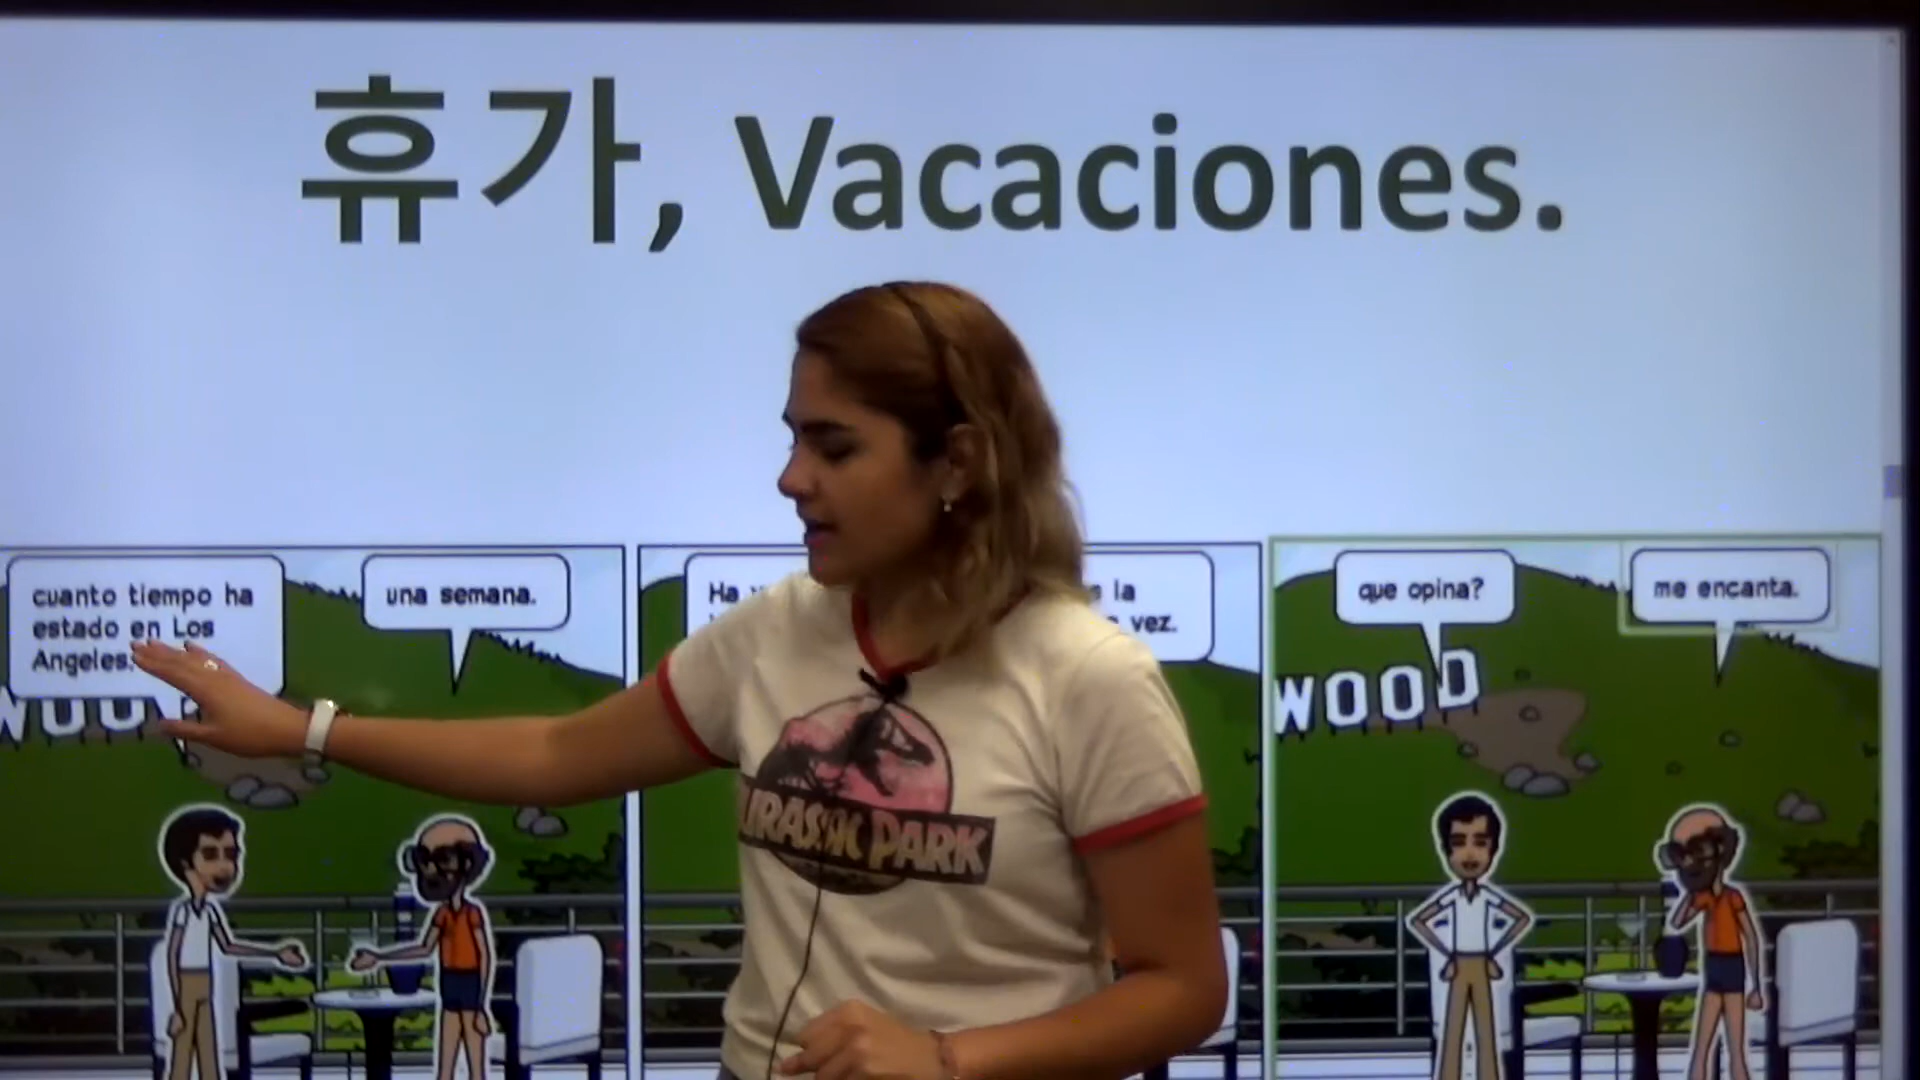 휴가, Vacaciones.
cuanto tiempo ha
estado en Los
Angeles
una semana.
Ha
la
vez.
que opina?
me encanta.
WOOD
JURASSIC PARK